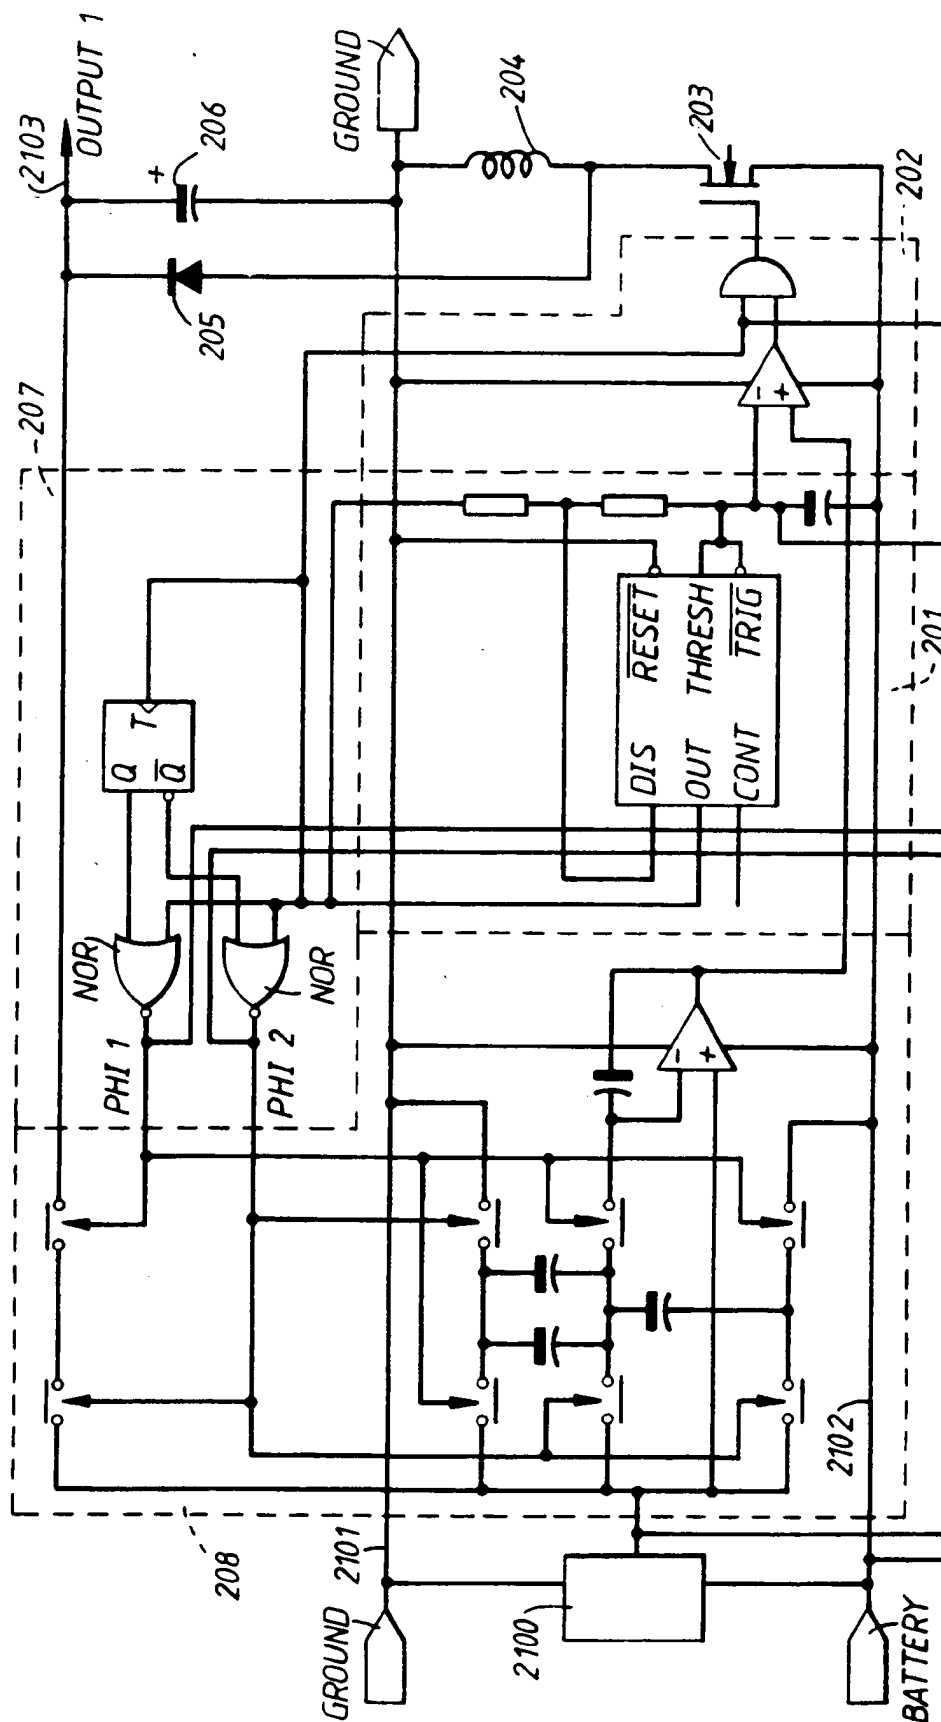 OUTPUT 1
2103
206
+
205
207
GROUND
204
203
202
Q
Q
T
NOR
NOR
PHI 1
PHI 2
RESET
THRESH
TRIG
DIS
OUT
CONT
-
+
201
-
+
208
2101
GROUND
2100
2102
BATTERY